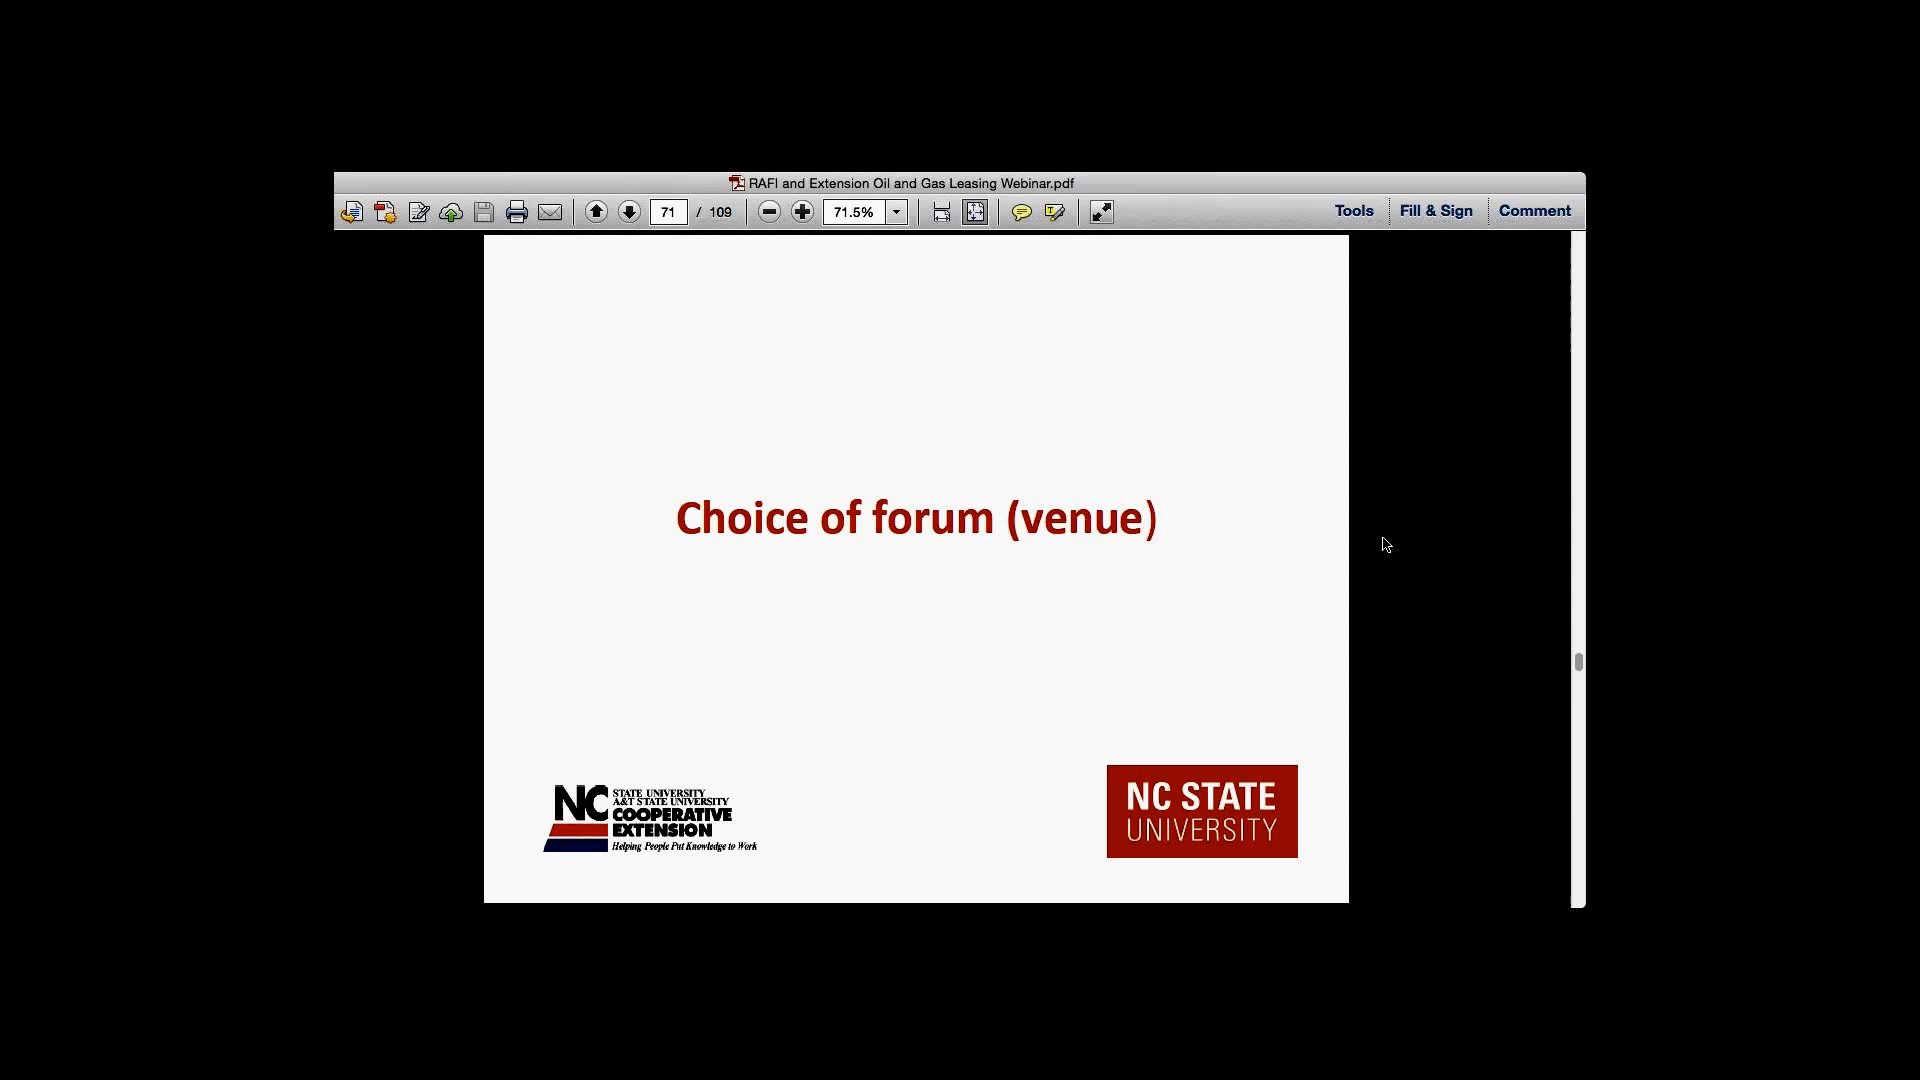 RAFI and Extension Oil and Gas Leasing Webinar.pdf
71 / 109 71.5% Tools Fill & Sign Comment
Choice of forum (venue)
NC STATE UNIVERSITY
A&T STATE UNIVERSITY
COOPERATIVE
EXTENSION
Helping People Put Knowledge to Work
NC STATE
UNIVERSITY